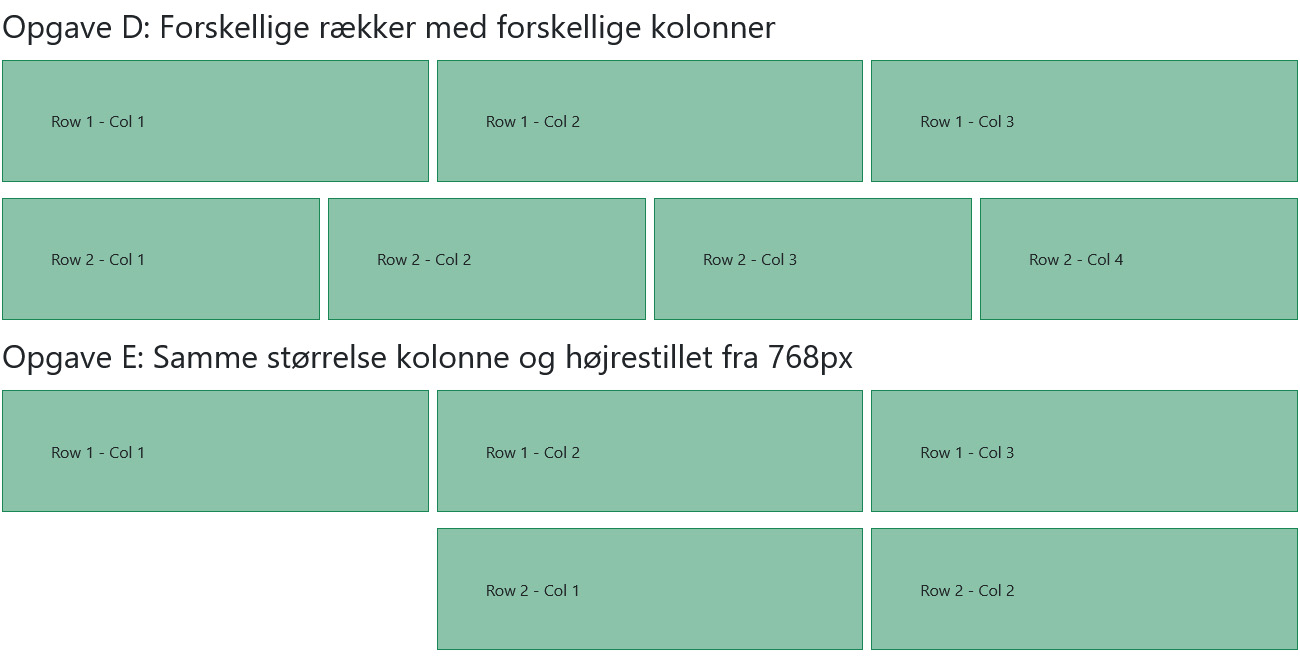 Opgave D: Forskellige rækker med forskellige kolonner
Row 1 - Col 1
Row 1 - Col 2
Row 1 - Col 3
Row 2 - Col 1
Row 2 - Col 2
Row 2 - Col 3
Row 2 - Col 4
Opgave E: Samme størrelse kolonne og højrestillet fra 768px
Row 1 - Col 1
Row 1 - Col 2
Row 1 - Col 3
Row 2 - Col 1
Row 2 - Col 2